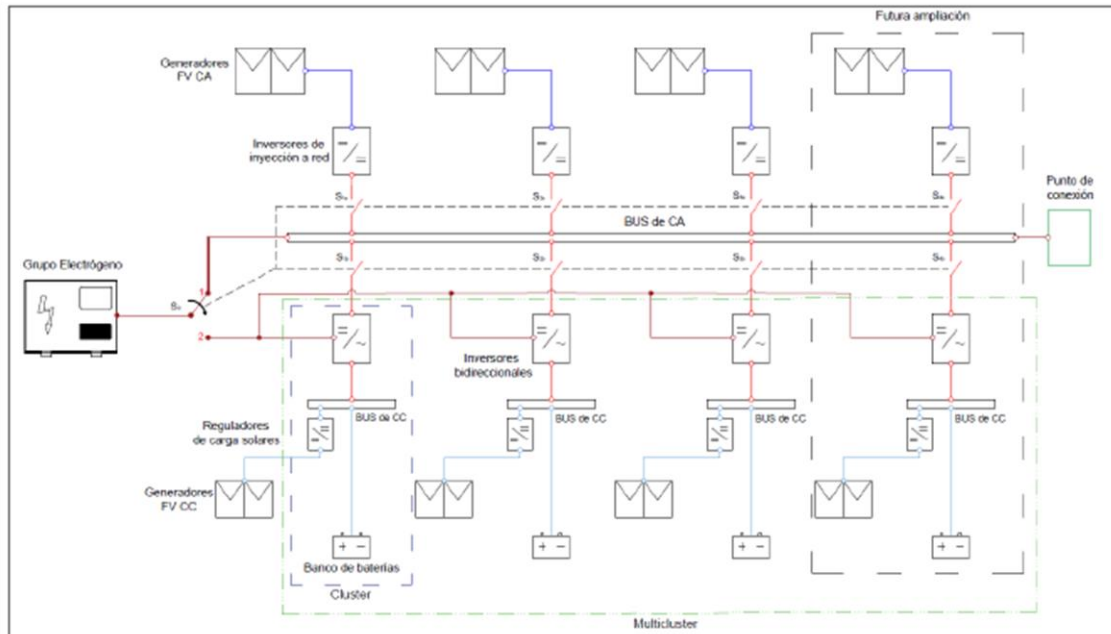 Futura ampliación
Generadores
FV CA
Inversores de
inyección a red
Punto de
conexión
BUS de CA
Grupo Electrógeno
1
2
Inversores
bidireccionales
BUS de CC
BUS de CC
BUS de CC
BUS de CC
Reguladores
de carga solares
Generadores
FV CC
Banco de baterías
Cluster
Multicluster